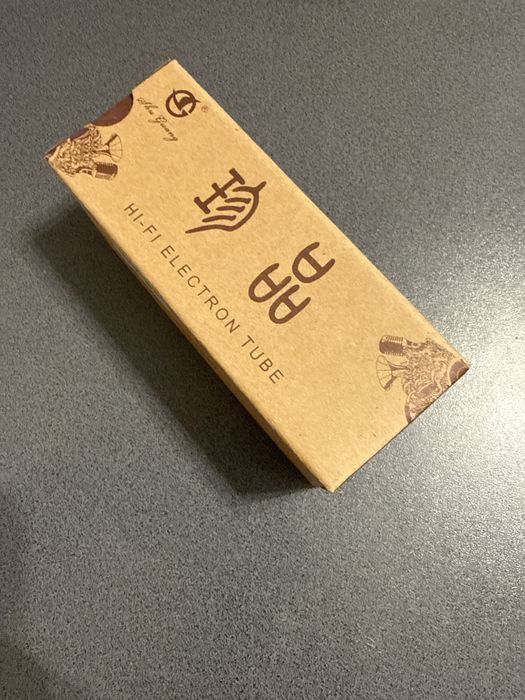 ®
Shu Guang
珍品
HI-FI ELECTRON TUBE